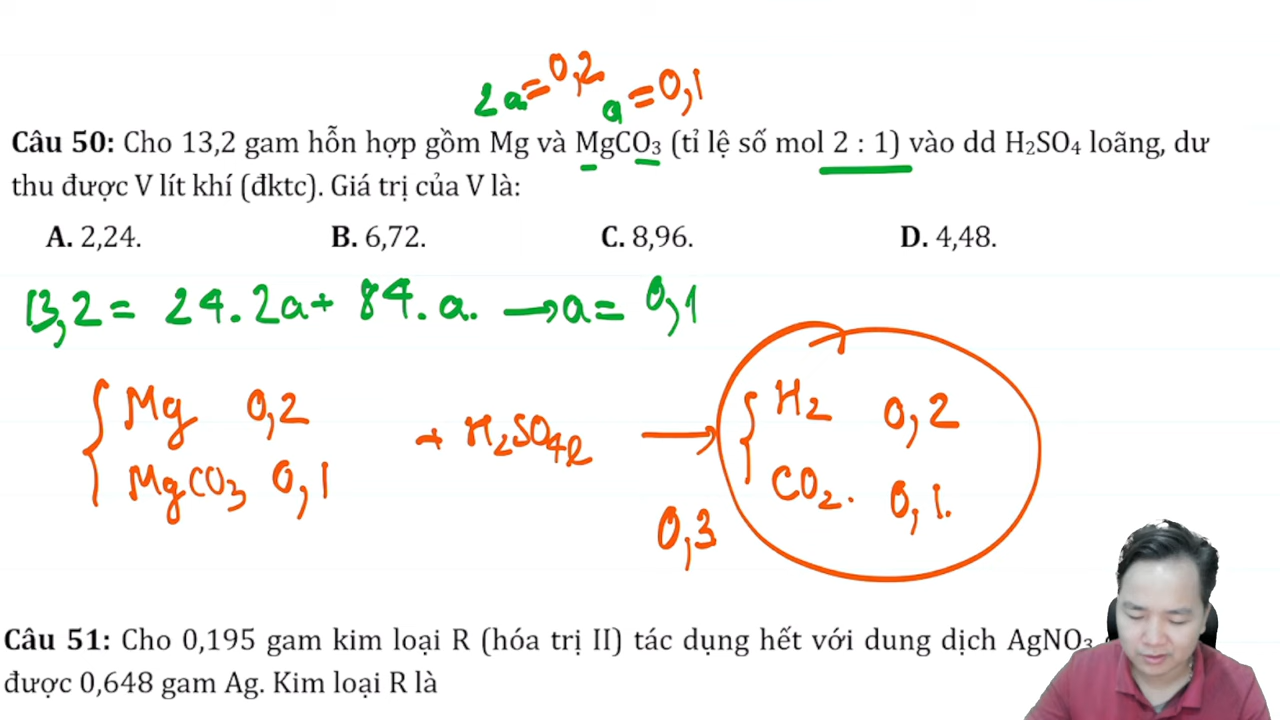 2a = 0,2 a = 0,1
Câu 50: Cho 13,2 gam hỗn hợp gồm Mg và MgCO₃ (tỉ lệ số mol 2 : 1) vào dd H₂SO₄ loãng, dư
thu được V lít khí (đktc). Giá trị của V là:
A. 2,24. B. 6,72. C. 8,96. D. 4,48.
13,2 = 24.2a + 84.a. → a = 0,1
{ Mg 0,2 + H₂SO₄l → { H₂ 0,2
MgCO₃ 0,1 CO₂. 0,1.
0,3
Câu 51: Cho 0,195 gam kim loại R (hóa trị II) tác dụng hết với dung dịch AgNO₃
được 0,648 gam Ag. Kim loại R là